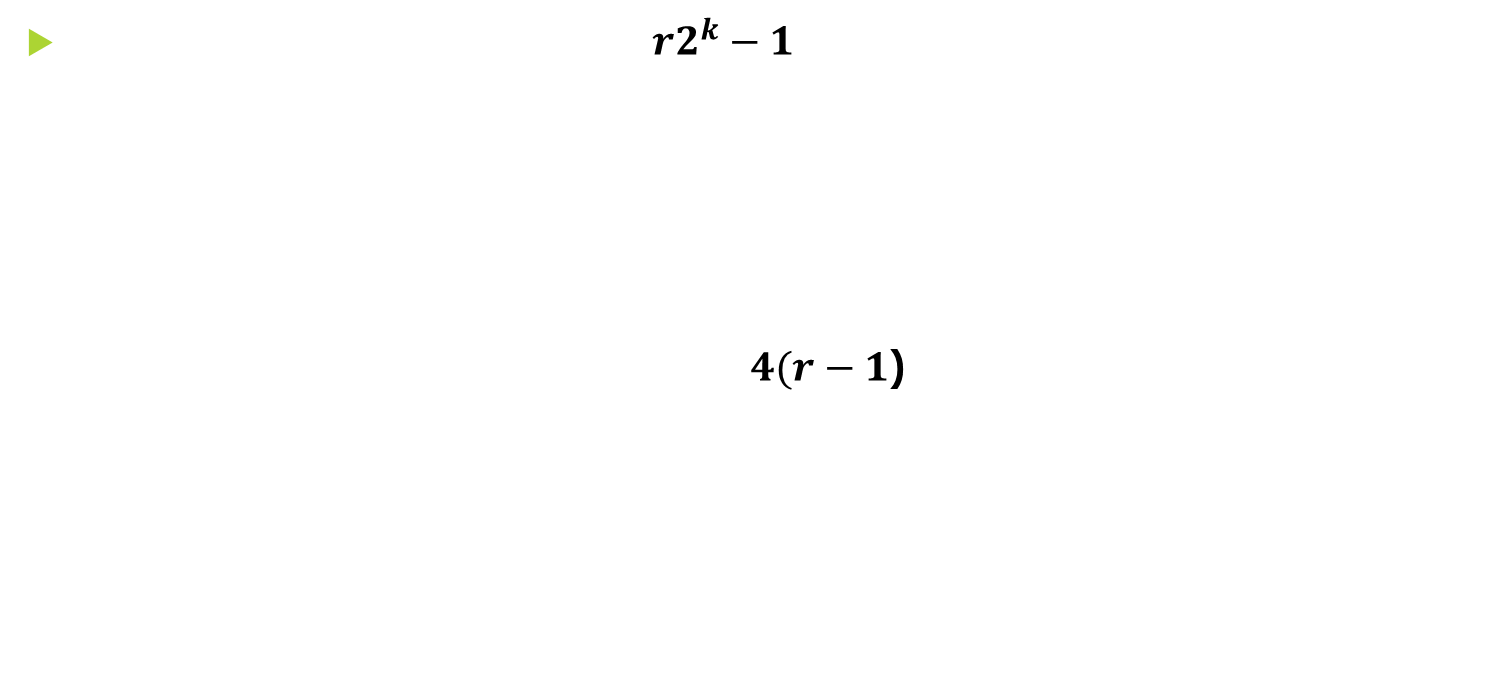 r2^k − 1
4(r − 1)